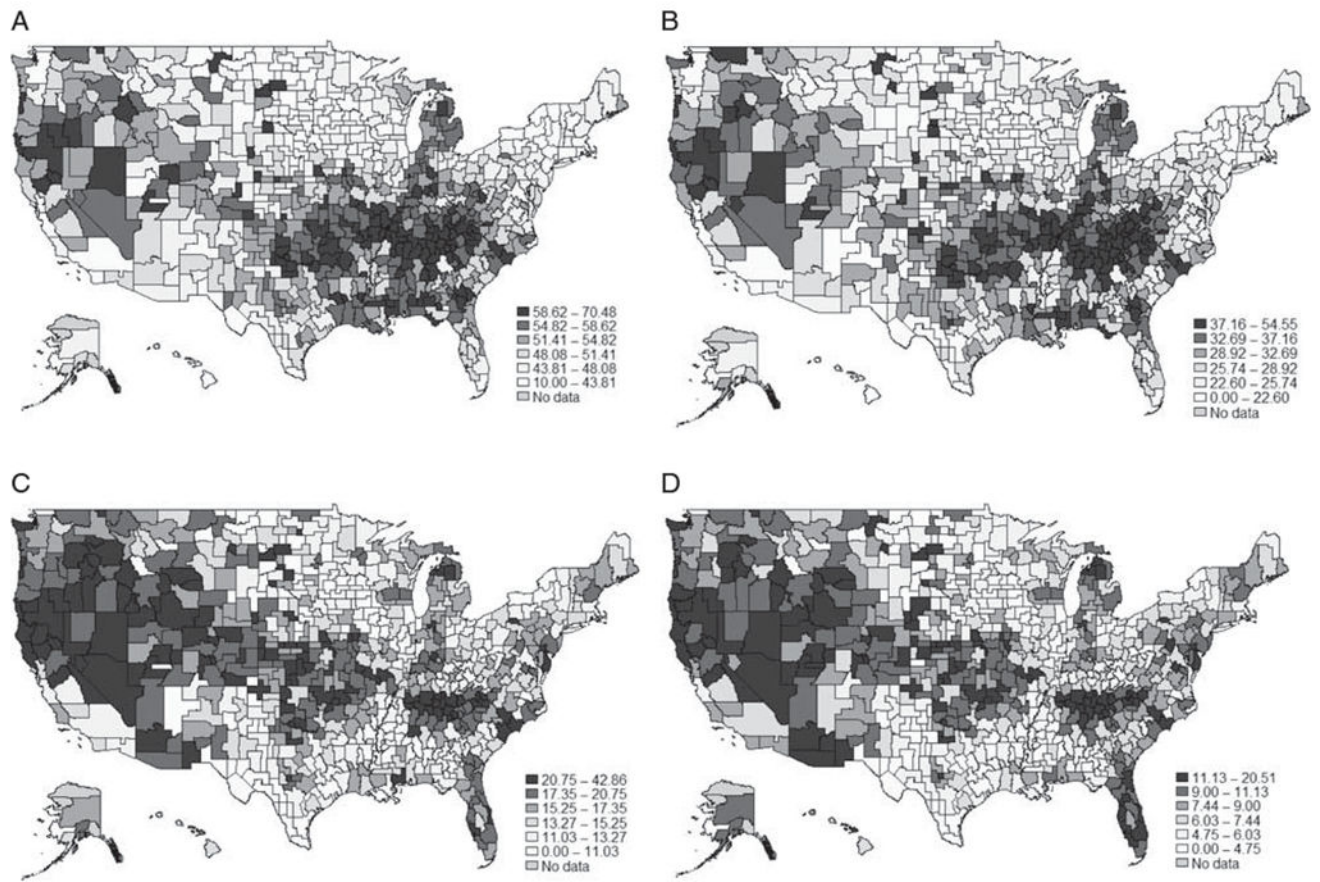 A
58.62 – 70.48
54.82 – 58.62
51.41 – 54.82
48.08 – 51.41
43.81 – 48.08
10.00 – 43.81
No data
B
37.16 – 54.55
32.69 – 37.16
28.92 – 32.69
25.74 – 28.92
22.60 – 25.74
0.00 – 22.60
No data
C
20.75 – 42.86
17.35 – 20.75
15.25 – 17.35
13.27 – 15.25
11.03 – 13.27
0.00 – 11.03
No data
D
11.13 – 20.51
9.00 – 11.13
7.44 – 9.00
6.03 – 7.44
4.75 – 6.03
0.00 – 4.75
No data